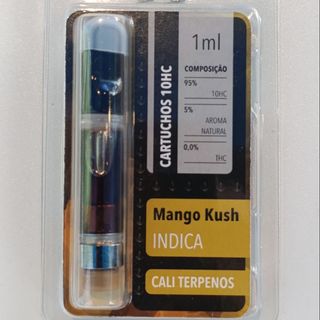 CARTUCHOS 10HC
1ml
COMPOSIÇÃO
95%
10HC
5%
AROMA
NATURAL
0,0%
THC
Mango Kush
INDICA
CALI TERPENOS